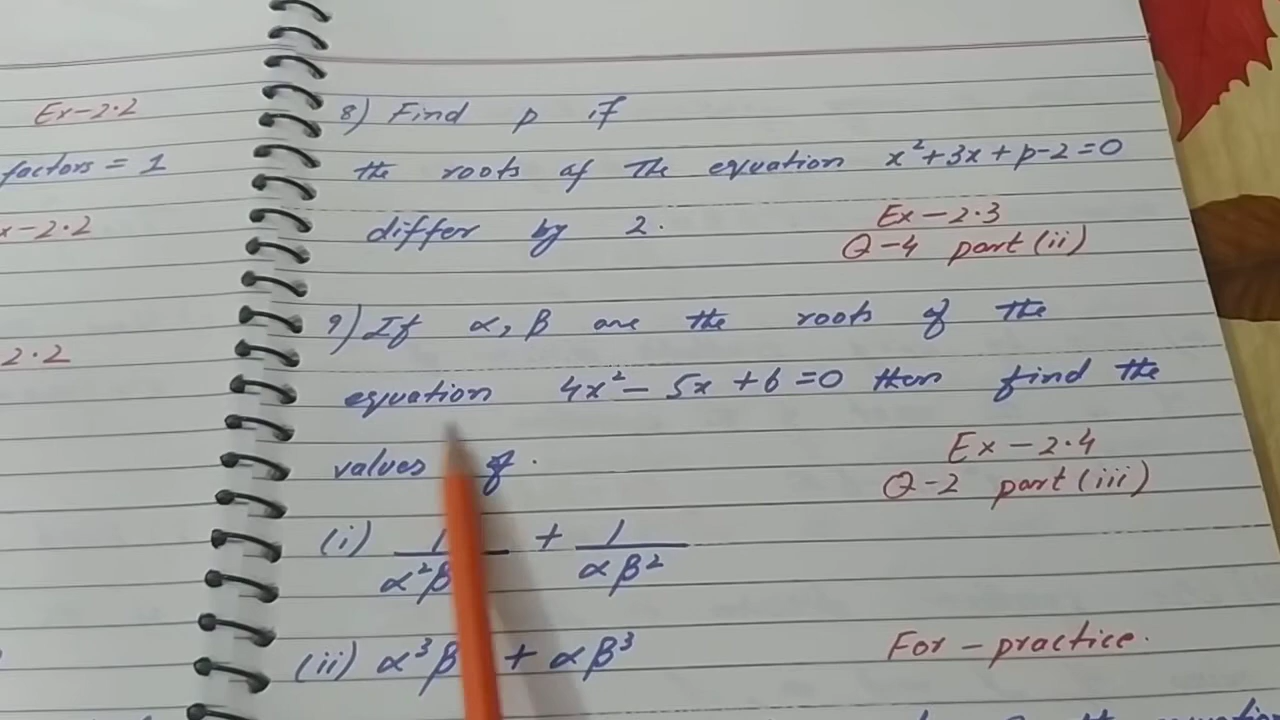 Ex-2.2
factors = 1
x-2.2
2.2
8) Find p if
the roots of the equation x²+3x+p-2=0
differ by 2.
Ex-2.3
Q-4 part (ii)
9) If α, β are the roots of the
equation 4x²- 5x +6 =0 then find the
values of.
Ex-2.4
Q-2 part (iii)
(i) 1/α²β + 1/αβ²
(ii) α³β + αβ³
For - practice.